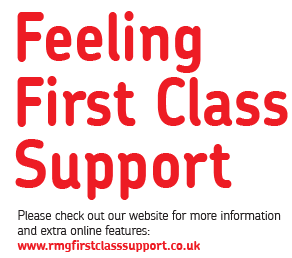 Feeling
First Class
Support
Please check out our website for more information
and extra online features:
www.rmgfirstclasssupport.co.uk